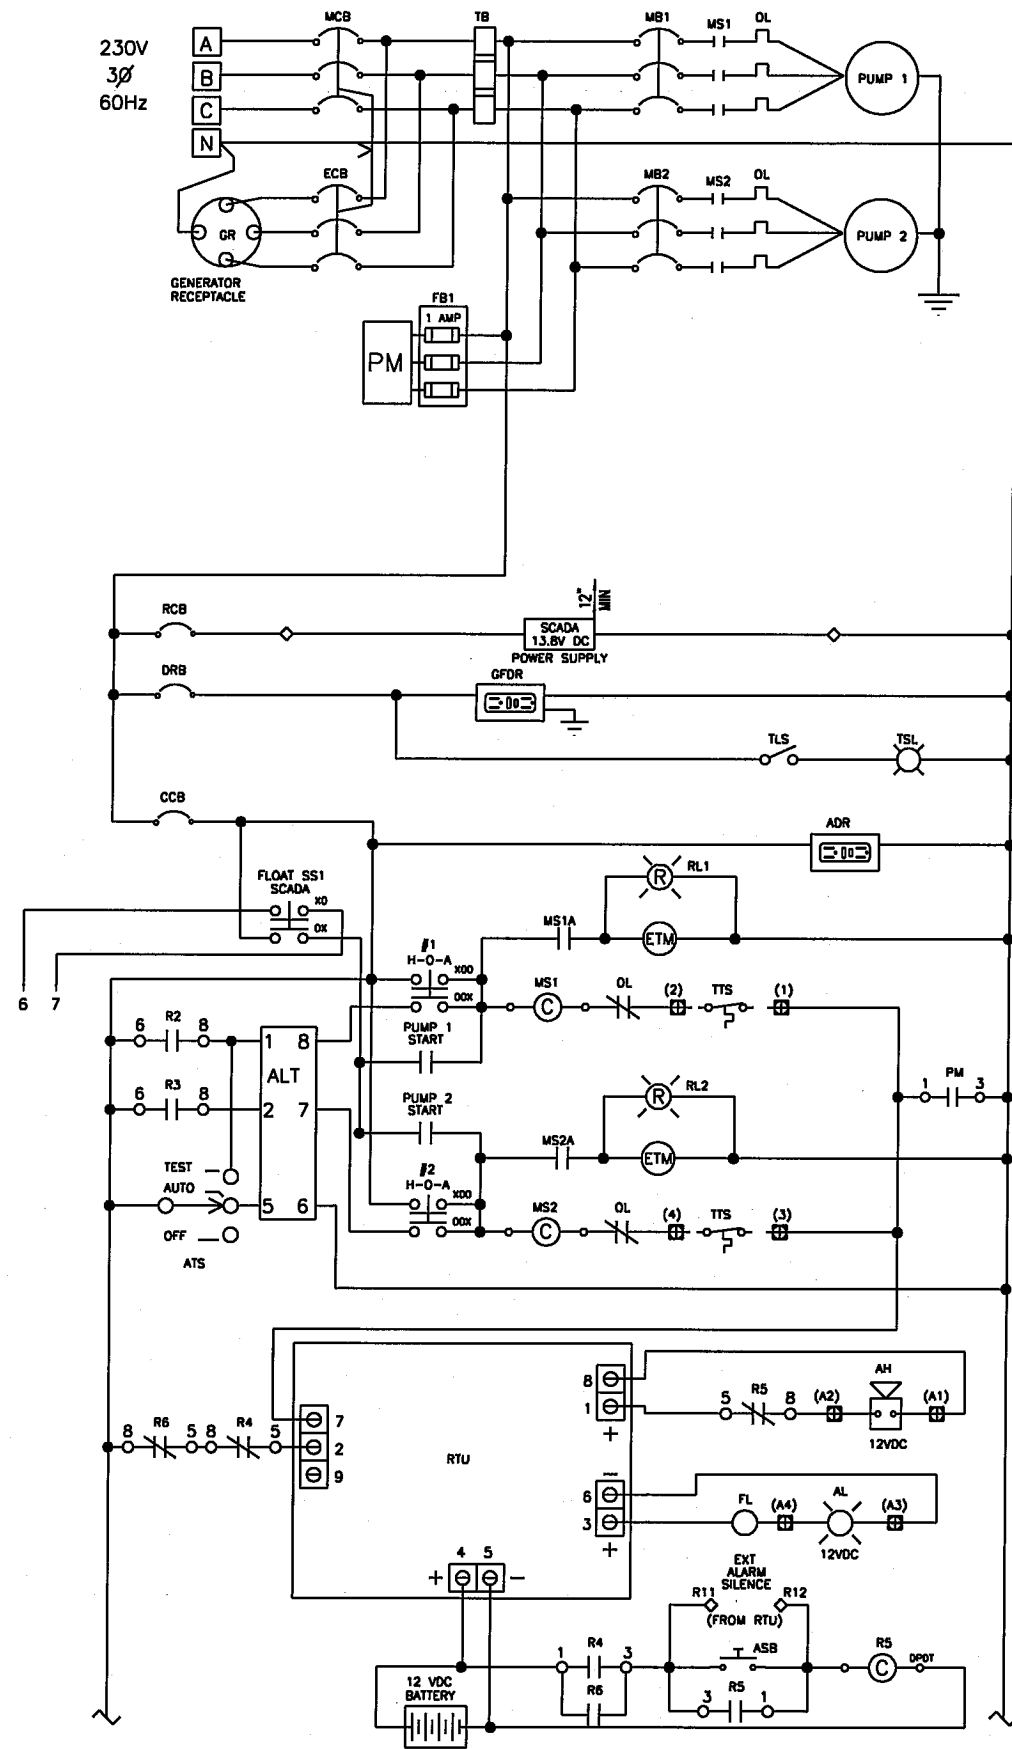 MCB TB MB1 MS1 OL
230V A
3Ø B PUMP 1
60Hz C
N
ECB MB2 MS2 OL
GR PUMP 2
GENERATOR
RECEPTACLE
FB1
1 AMP
PM
12"
MIN
RCB
SCADA
13.8V DC
POWER SUPPLY
DRB GFDR
TLS TSL
CCB ADR
FLOAT SS1
SCADA
XO
OX
RL1
R
MS1A ETM
#1
H-O-A XOO
OOX
6 7
MS1 OL (2) TTS (1)
C
PUMP 1
START
6 R2 8 1 8
ALT
6 R3 8 2 7
PUMP 2
START
RL2
R
1 PM 3
MS2A ETM
#2
H-O-A XOO
OOX
TEST
AUTO 5 6
OFF
ATS
MS2 OL (4) TTS (3)
C
8 AH
1 5 R5 8 (A2) (A1)
+ 12VDC
7
8 R6 5 8 R4 5 2
9
RTU
−
6 FL (A4) AL (A3)
3
+ 12VDC
4 5
+ −
EXT
ALARM
SILENCE
R11 R12
(FROM RTU)
1 R4 3 ASB R5
C DPDT
12 VDC
BATTERY
R6 3 R5 1